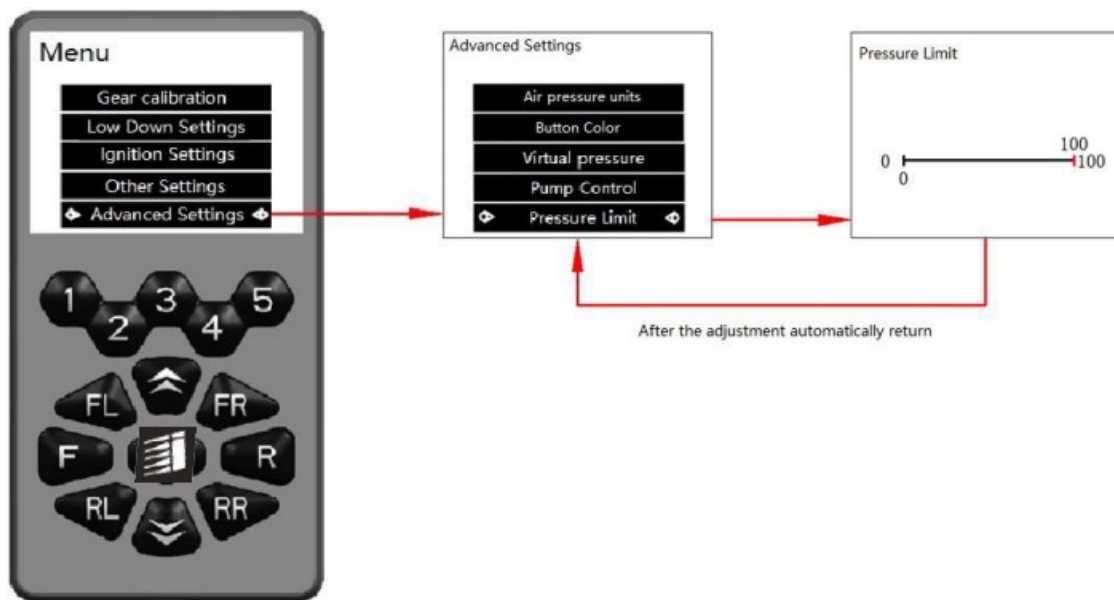 Menu
Gear calibration
Low Down Settings
Ignition Settings
Other Settings
Advanced Settings
Advanced Settings
Air pressure units
Button Color
Virtual pressure
Pump Control
Pressure Limit
Pressure Limit
100
0 100
0
After the adjustment automatically return
1 3 5
2 4
FL FR
F R
RL RR